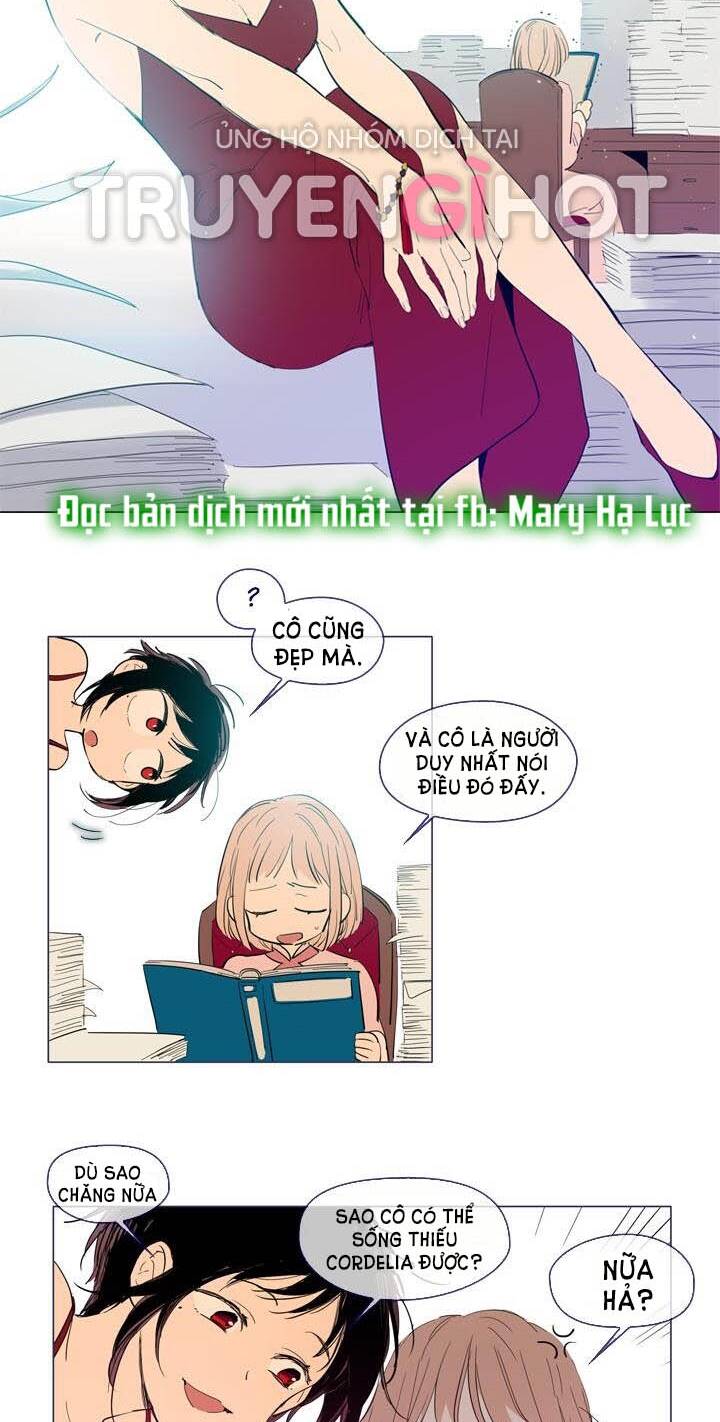 ỦNG HỘ NHÓM DỊCH TẠI
TRUYENGIHOT
Đọc bản dịch mới nhất tại fb: Mary Hạ Lục
?
CÔ CŨNG
ĐẸP MÀ.
VÀ CÔ LÀ NGƯỜI
DUY NHẤT NÓI
ĐIỀU ĐÓ ĐẤY.
DÙ SAO
CHĂNG NỮA
SAO CÔ CÓ THỂ
SỐNG THIẾU
CORDELIA ĐƯỢC?
NỮA
HẢ?